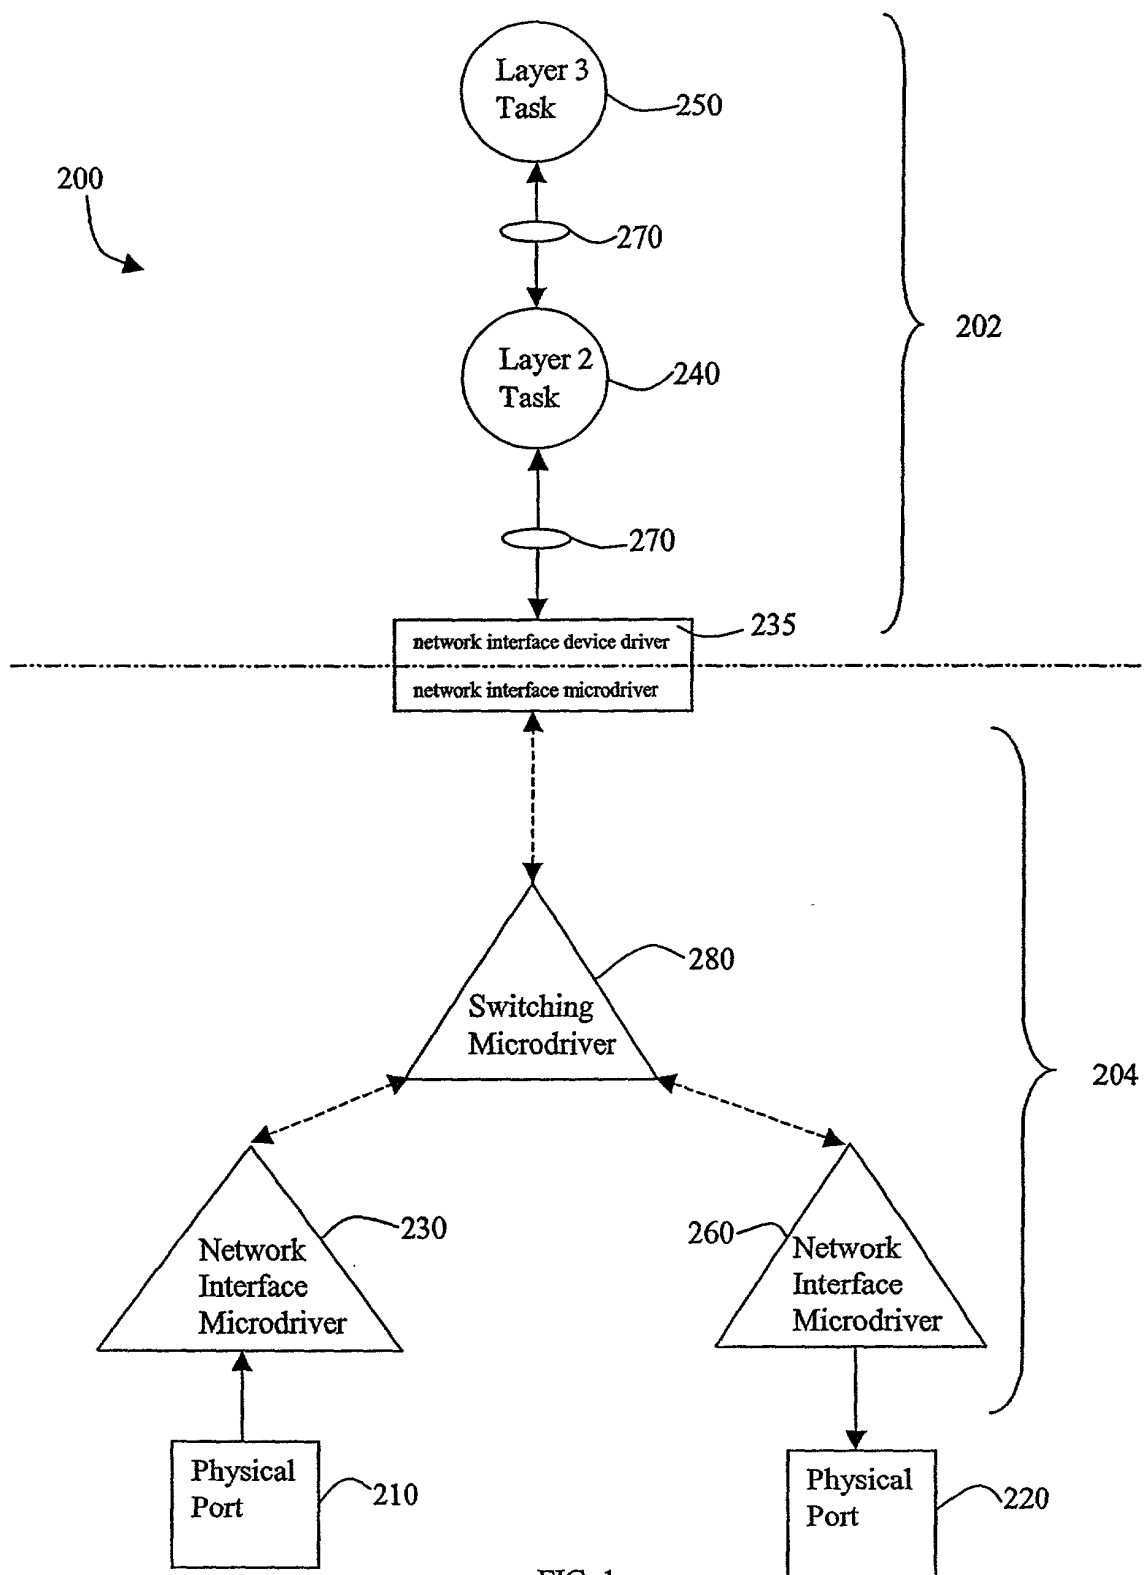 Layer 3
Task
250
200
270
202
Layer 2
Task
240
270
235
network interface device driver
network interface microdriver
280
Switching
Microdriver
204
230
Network
Interface
Microdriver
260
Network
Interface
Microdriver
Physical
Port
210
Physical
Port
220